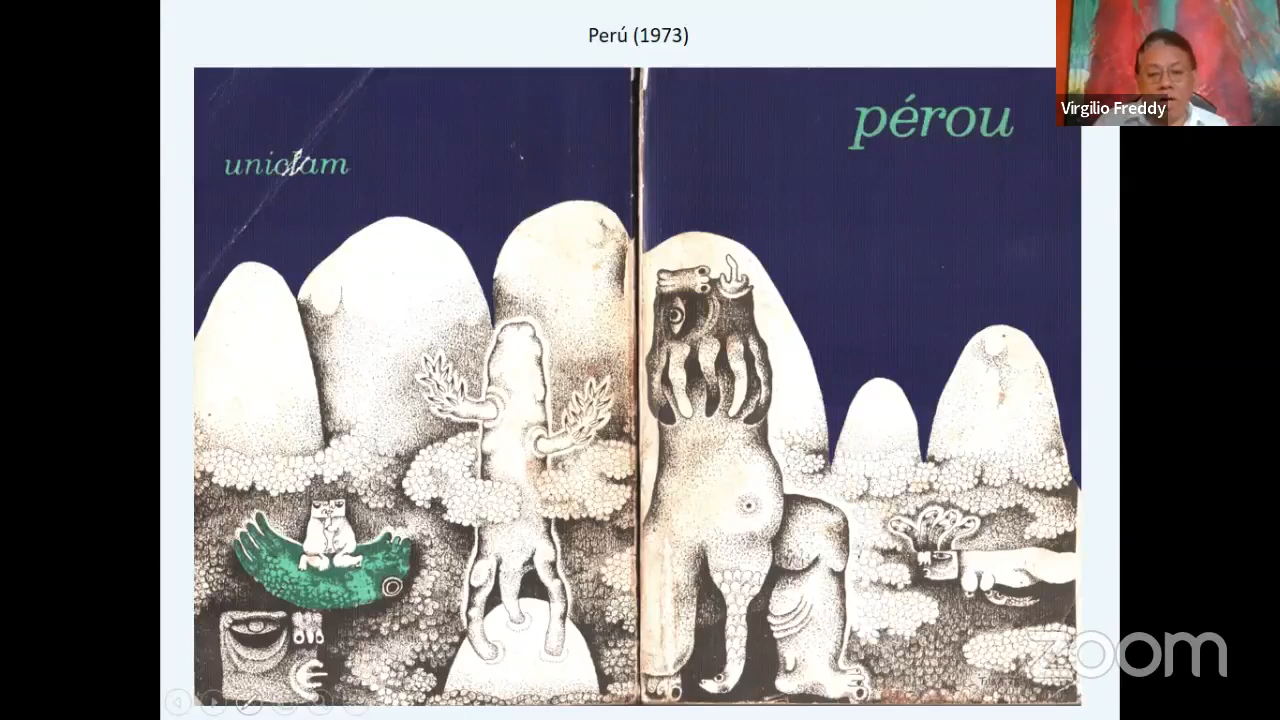 Perú (1973)
pérou
uniclam
Virgilio Freddy
zoom